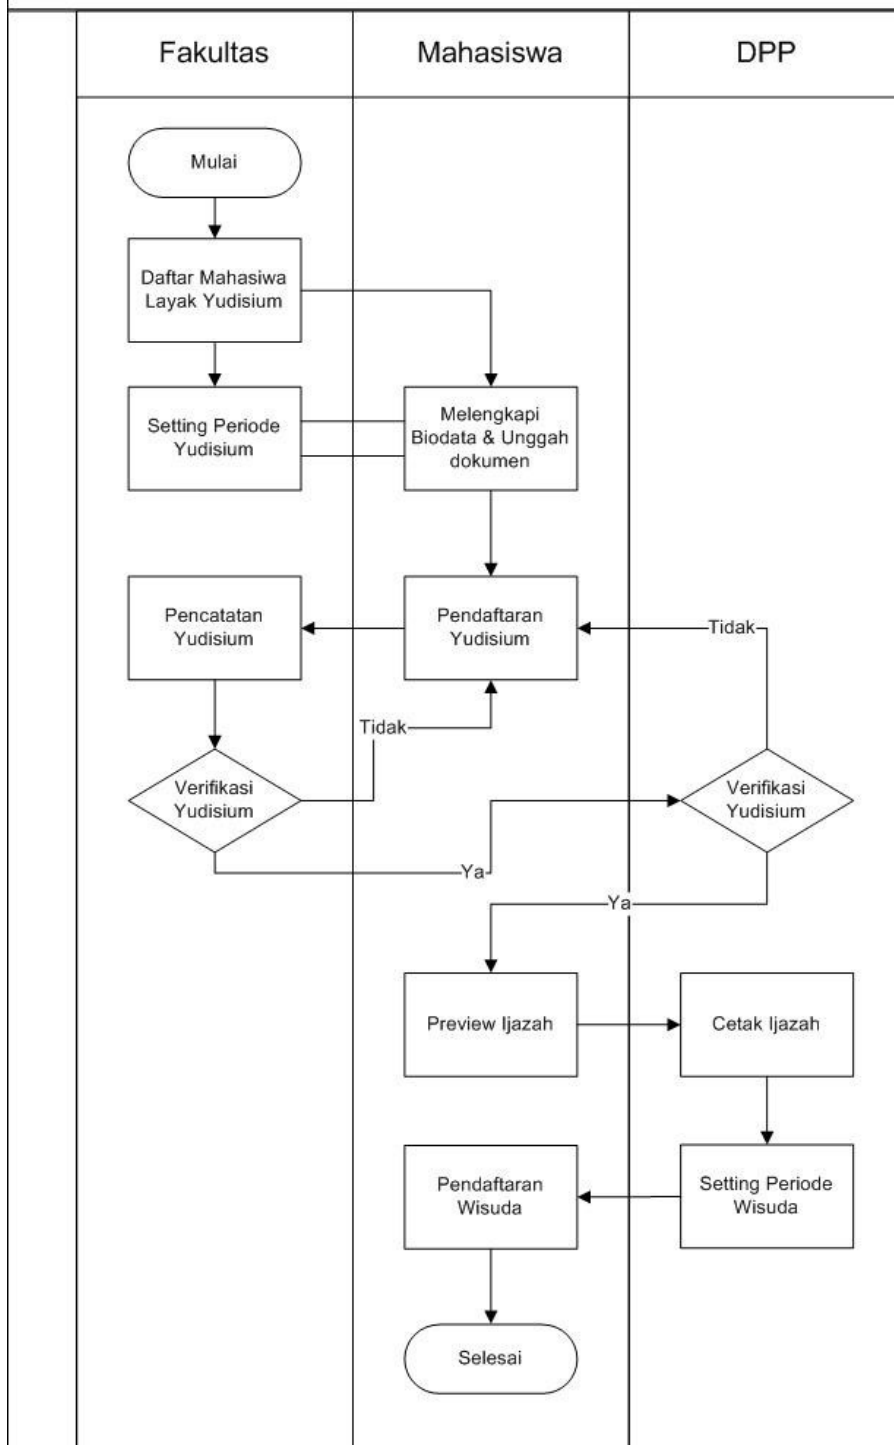 Fakultas
Mahasiswa
DPP
Mulai
Daftar Mahasiwa
Layak Yudisium
Setting Periode
Yudisium
Melengkapi
Biodata & Unggah
dokumen
Pencatatan
Yudisium
Pendaftaran
Yudisium
Tidak
Tidak
Verifikasi
Yudisium
Verifikasi
Yudisium
Ya
Ya
Preview Ijazah
Cetak Ijazah
Pendaftaran
Wisuda
Setting Periode
Wisuda
Selesai